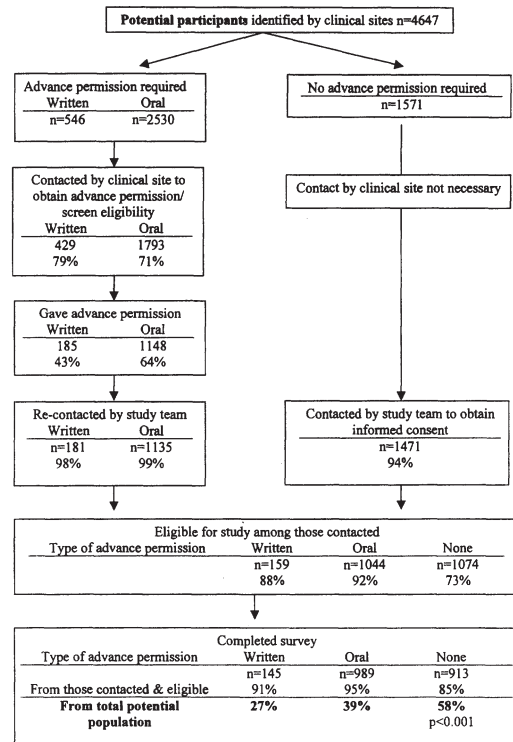 Potential participants identified by clinical sites n=4647
Advance permission required
Written Oral
n=546 n=2530
No advance permission required
n=1571
Contacted by clinical site to
obtain advance permission/
screen eligibility
Written Oral
429 1793
79% 71%
Contact by clinical site not necessary
Gave advance permission
Written Oral
185 1148
43% 64%
Re-contacted by study team
Written Oral
n=181 n=1135
98% 99%
Contacted by study team to obtain
informed consent
n=1471
94%
Eligible for study among those contacted
Type of advance permission Written Oral None
n=159 n=1044 n=1074
88% 92% 73%
Completed survey
Type of advance permission Written Oral None
n=145 n=989 n=913
From those contacted & eligible 91% 95% 85%
From total potential 27% 39% 58%
population p<0.001